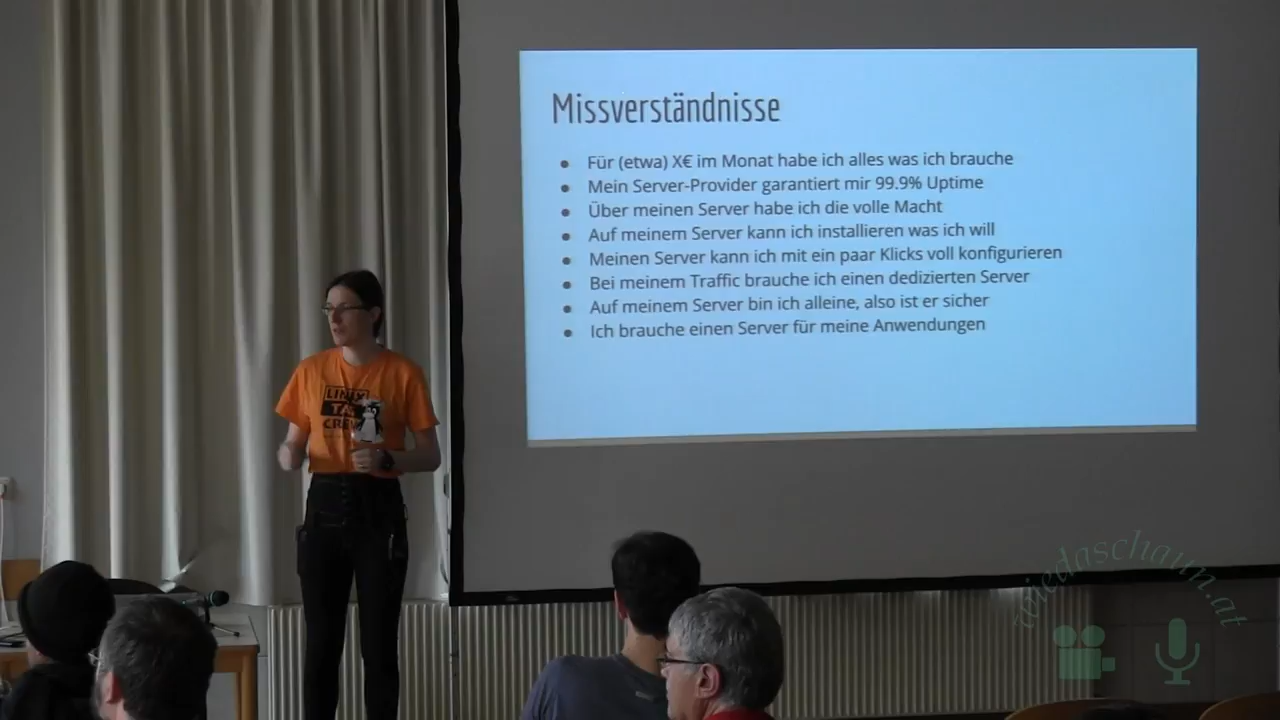 Missverständnisse
Für (etwa) X€ im Monat habe ich alles was ich brauche
Mein Server-Provider garantiert mir 99.9% Uptime
Über meinen Server habe ich die volle Macht
Auf meinem Server kann ich installieren was ich will
Meinen Server kann ich mit ein paar Klicks voll konfigurieren
Bei meinem Traffic brauche ich einen dedizierten Server
Auf meinem Server bin ich alleine, also ist er sicher
Ich brauche einen Server für meine Anwendungen
LINUX
CREW
wiedaschaun.at